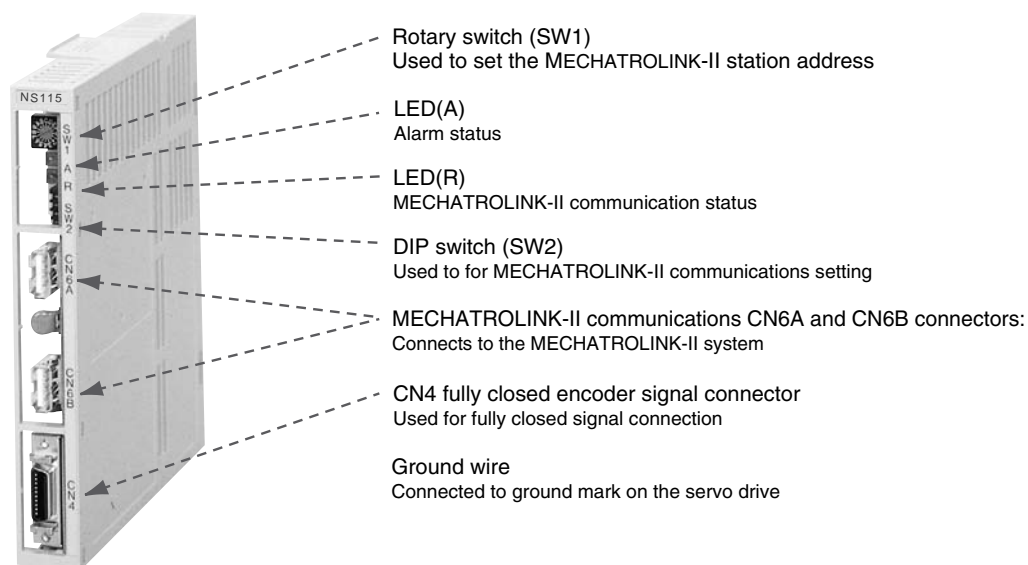 NS115
SW1
A
R
SW2
CN6A
CN6B
CN4
Rotary switch (SW1)
Used to set the MECHATROLINK-II station address
LED(A)
Alarm status
LED(R)
MECHATROLINK-II communication status
DIP switch (SW2)
Used to for MECHATROLINK-II communications setting
MECHATROLINK-II communications CN6A and CN6B connectors:
Connects to the MECHATROLINK-II system
CN4 fully closed encoder signal connector
Used for fully closed signal connection
Ground wire
Connected to ground mark on the servo drive